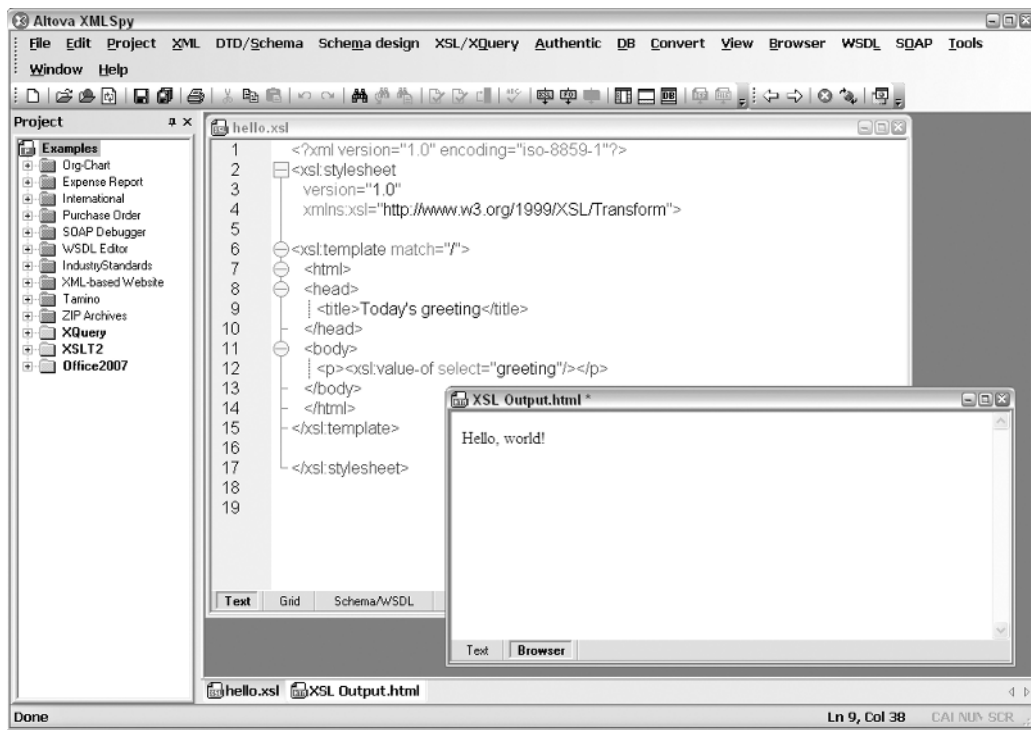 Altova XMLSpy
File Edit Project XML DTD/Schema Schema design XSL/XQuery Authentic DB Convert View Browser WSDL SOAP Tools
Window Help
Project
Examples
Org-Chart
Expense Report
International
Purchase Order
SOAP Debugger
WSDL Editor
IndustryStandards
XML-based Website
Tamino
ZIP Archives
XQuery
XSLT2
Office2007
hello.xsl
1 <?xml version="1.0" encoding="iso-8859-1"?>
2 <xsl:stylesheet
3 version="1.0"
4 xmlns:xsl="http://www.w3.org/1999/XSL/Transform">
5
6 <xsl:template match="/">
7 <html>
8 <head>
9 <title>Today's greeting</title>
10 </head>
11 <body>
12 <p><xsl:value-of select="greeting"/></p>
13 </body>
14 </html>
15 </xsl:template>
16
17 </xsl:stylesheet>
18
19
Text Grid Schema/WSDL
XSL Output.html *
Hello, world!
Text Browser
hello.xsl XSL Output.html
Done Ln 9, Col 38 CAP NUM SCR